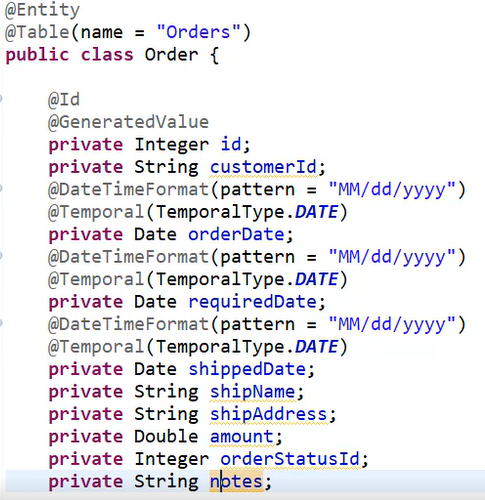 @Entity
@Table(name = "Orders")
public class Order {
@Id
@GeneratedValue
private Integer id;
private String customerId;
@DateTimeFormat(pattern = "MM/dd/yyyy")
@Temporal(TemporalType.DATE)
private Date orderDate;
@DateTimeFormat(pattern = "MM/dd/yyyy")
@Temporal(TemporalType.DATE)
private Date requiredDate;
@DateTimeFormat(pattern = "MM/dd/yyyy")
@Temporal(TemporalType.DATE)
private Date shippedDate;
private String shipName;
private String shipAddress;
private Double amount;
private Integer orderStatusId;
private String notes;